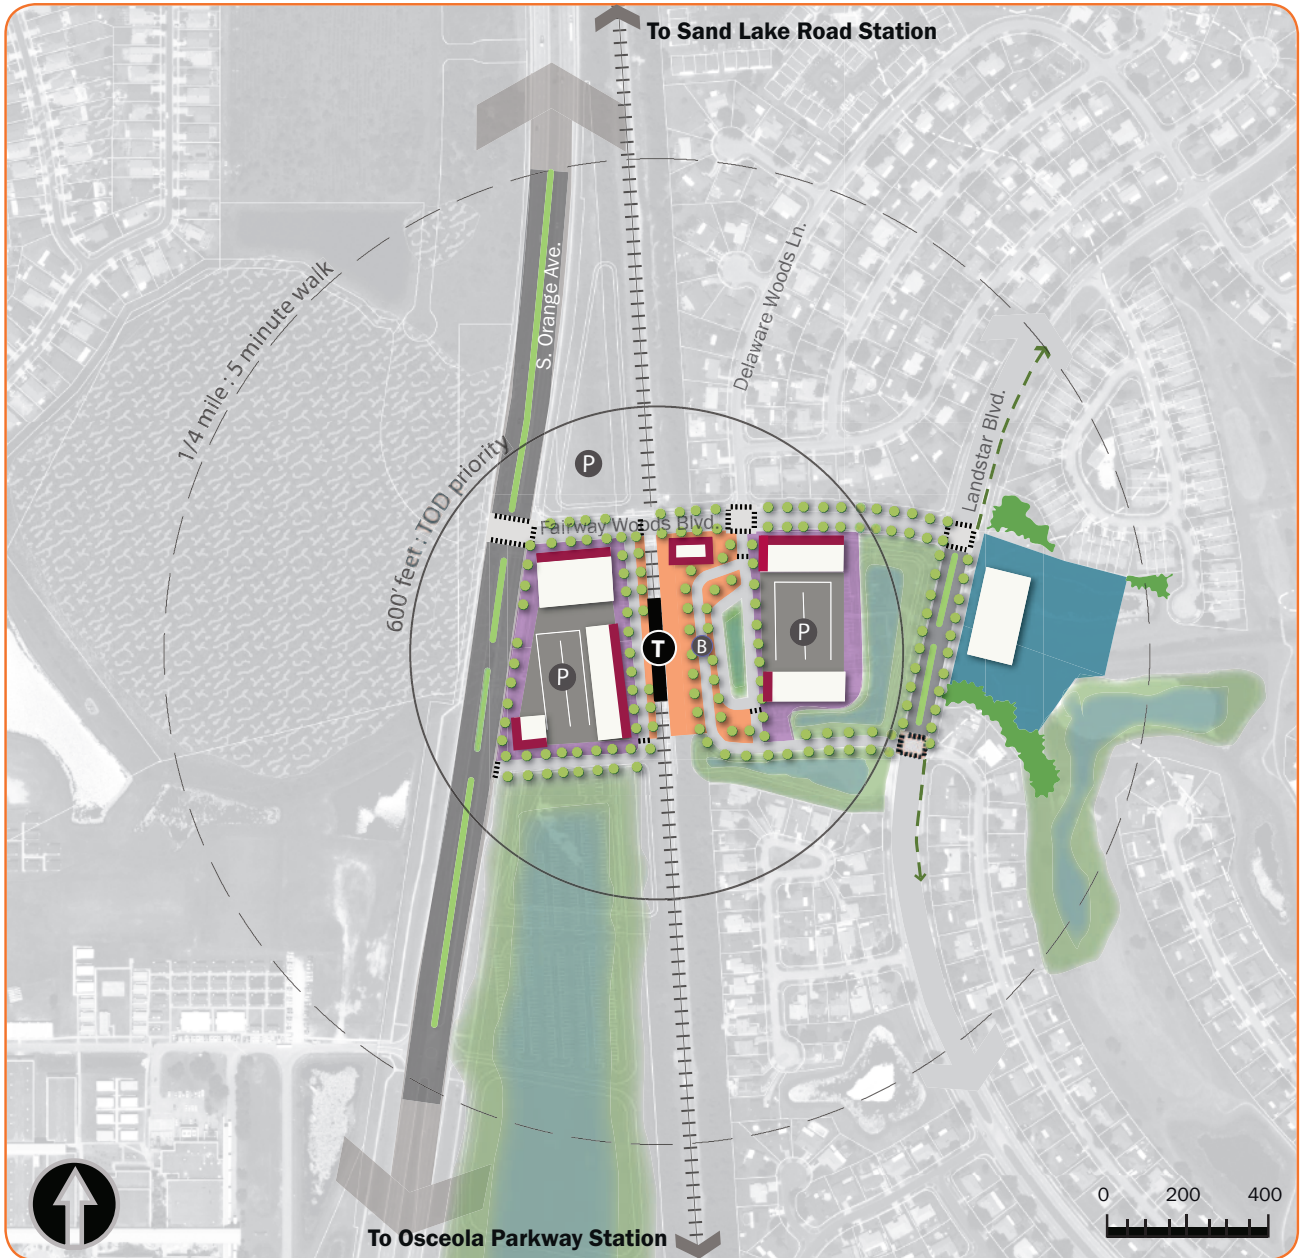 To Sand Lake Road Station
S. Orange Ave.
Delaware Woods Ln.
1/4 mile : 5 minute walk
Landstar Blvd.
600' feet : TOD priority
P
Fairway Woods Blvd.
T
B
P
P
0 200 400
To Osceola Parkway Station